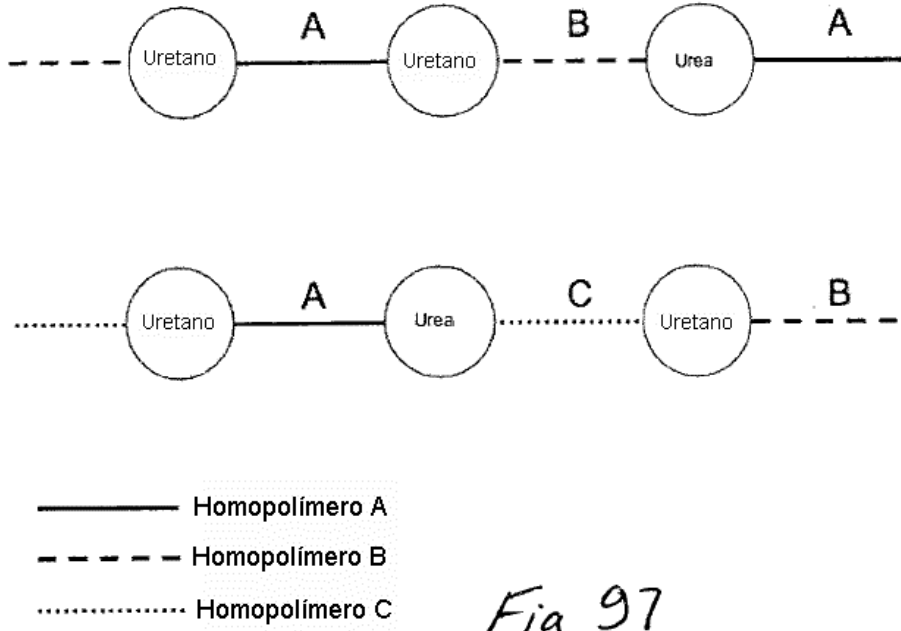 A B A
Uretano Uretano Urea
A C B
Uretano Urea Uretano
Homopolímero A
Homopolímero B
Homopolímero C
Fig 97